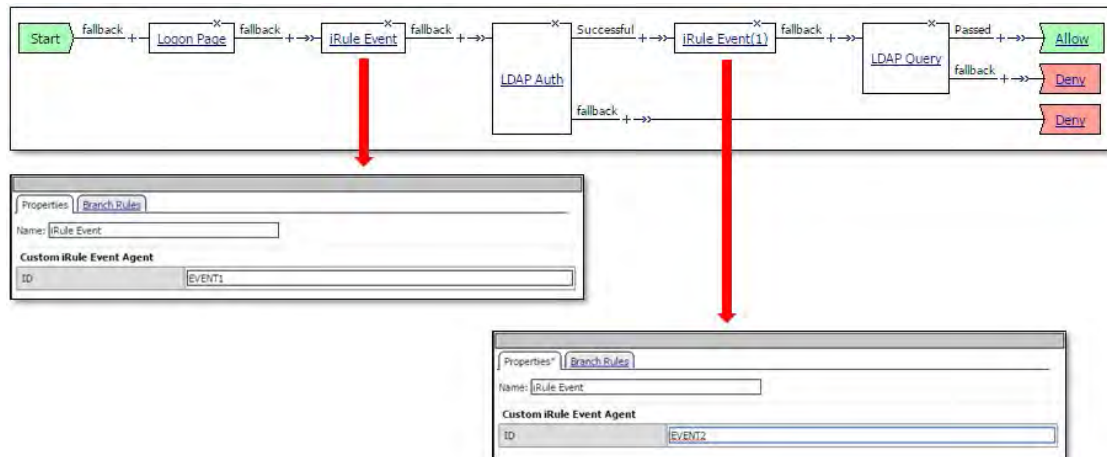 Start fallback + Logon Page fallback + iRule Event fallback + LDAP Auth Successful + iRule Event(1) fallback + LDAP Query Passed + Allow
fallback + Deny
fallback + Deny
Properties Branch Rules
Name: iRule Event
Custom iRule Event Agent
ID EVENT1
Properties* Branch Rules
Name: iRule Event
Custom iRule Event Agent
ID EVENT2